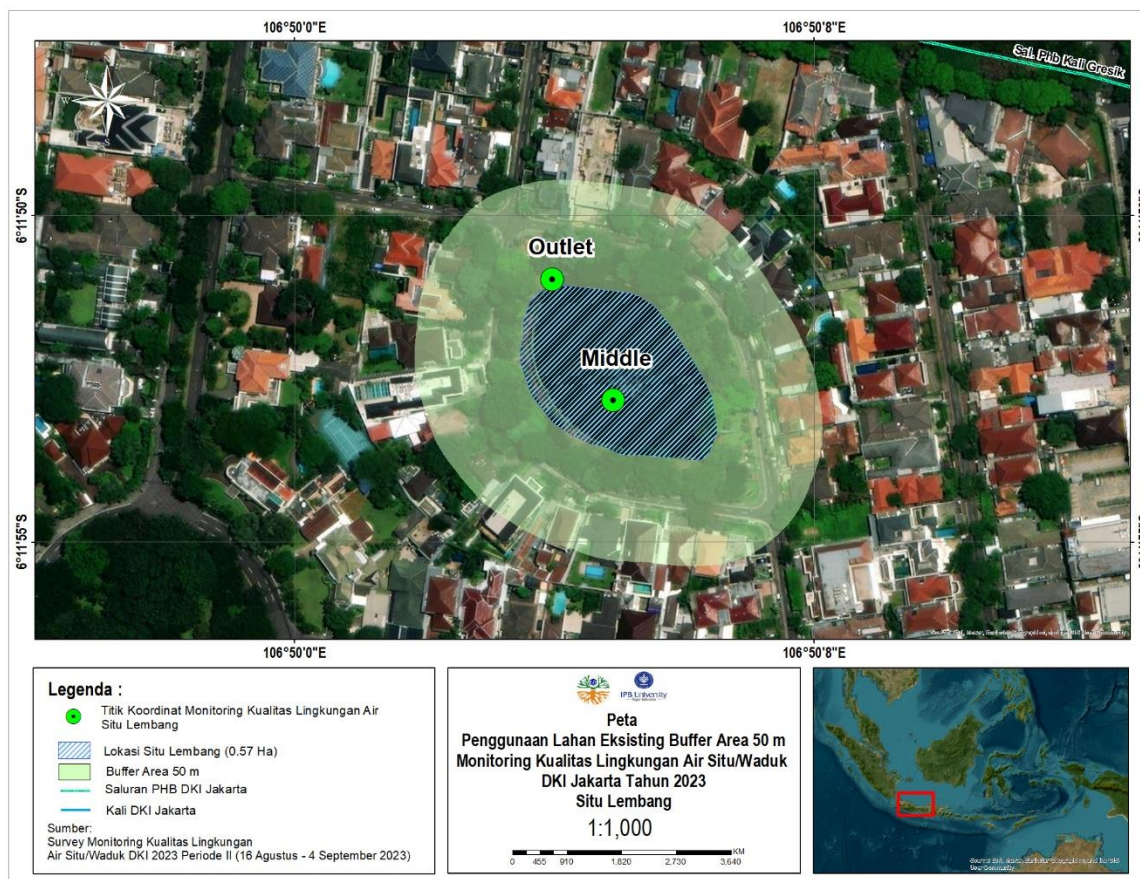 106°50'0"E
106°50'8"E
Sal. Phb Kali Gresik
N
W
S
6°11'50"S
Outlet
Middle
6°11'55"S
106°50'0"E
106°50'8"E
Legenda :
Titik Koordinat Monitoring Kualitas Lingkungan Air
Situ Lembang
Lokasi Situ Lembang (0.57 Ha)
Buffer Area 50 m
Saluran PHB DKI Jakarta
Kali DKI Jakarta
Sumber:
Survey Monitoring Kualitas Lingkungan
Air Situ/Waduk DKI 2023 Periode II (16 Agustus - 4 September 2023)
IPB University
Peta
Penggunaan Lahan Eksisting Buffer Area 50 m
Monitoring Kualitas Lingkungan Air Situ/Waduk
DKI Jakarta Tahun 2023
Situ Lembang
1:1,000
KM
0 455 910 1,820 2,730 3,640